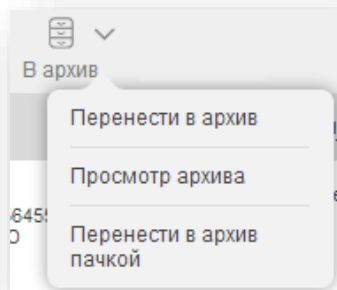 В архив
Перенести в архив
Просмотр архива
Перенести в архив
пачкой